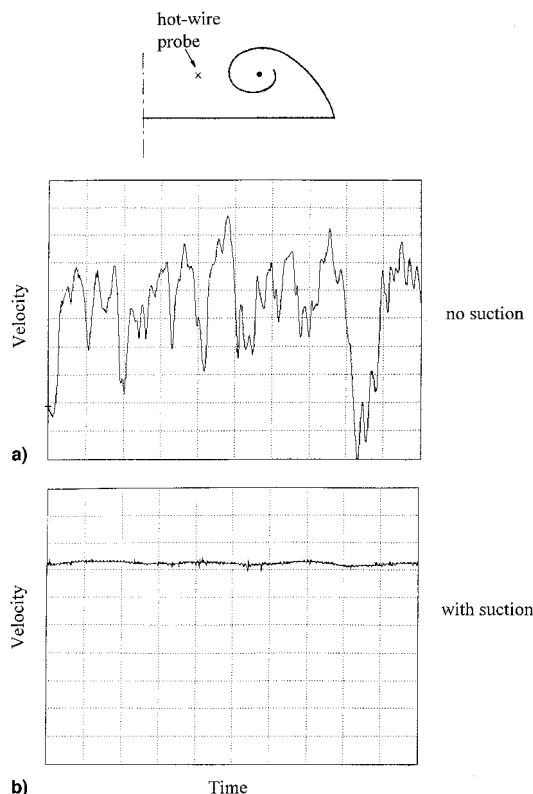 hot-wire
probe
×
Velocity
no suction
a)
Velocity
with suction
b)
Time